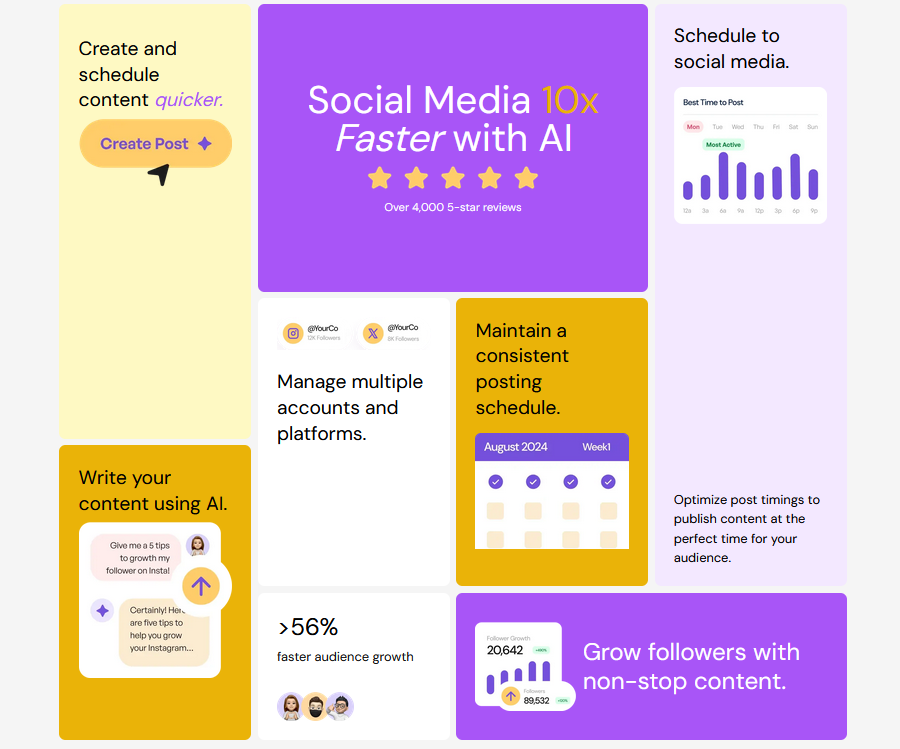 Create and
schedule
content quicker.
Create Post
Social Media 10x
Faster with AI
Over 4,000 5-star reviews
Schedule to
social media.
Best Time to Post
Mon Tue Wed Thu Fri Sat Sun
Most Active
12a 3a 6a 9a 12p 3p 6p 9p
Optimize post timings to
publish content at the
perfect time for your
audience.
@YourCo
12K Followers
@YourCo
8K Followers
Manage multiple
accounts and
platforms.
Maintain a
consistent
posting
schedule.
August 2024 Week1
Write your
content using AI.
Give me a 5 tips
to growth my
follower on Insta!
Certainly! Here
are five tips to
help you grow
your Instagram...
>56%
faster audience growth
Follower Growth
20,642
Followers
89,532
Grow followers with
non-stop content.